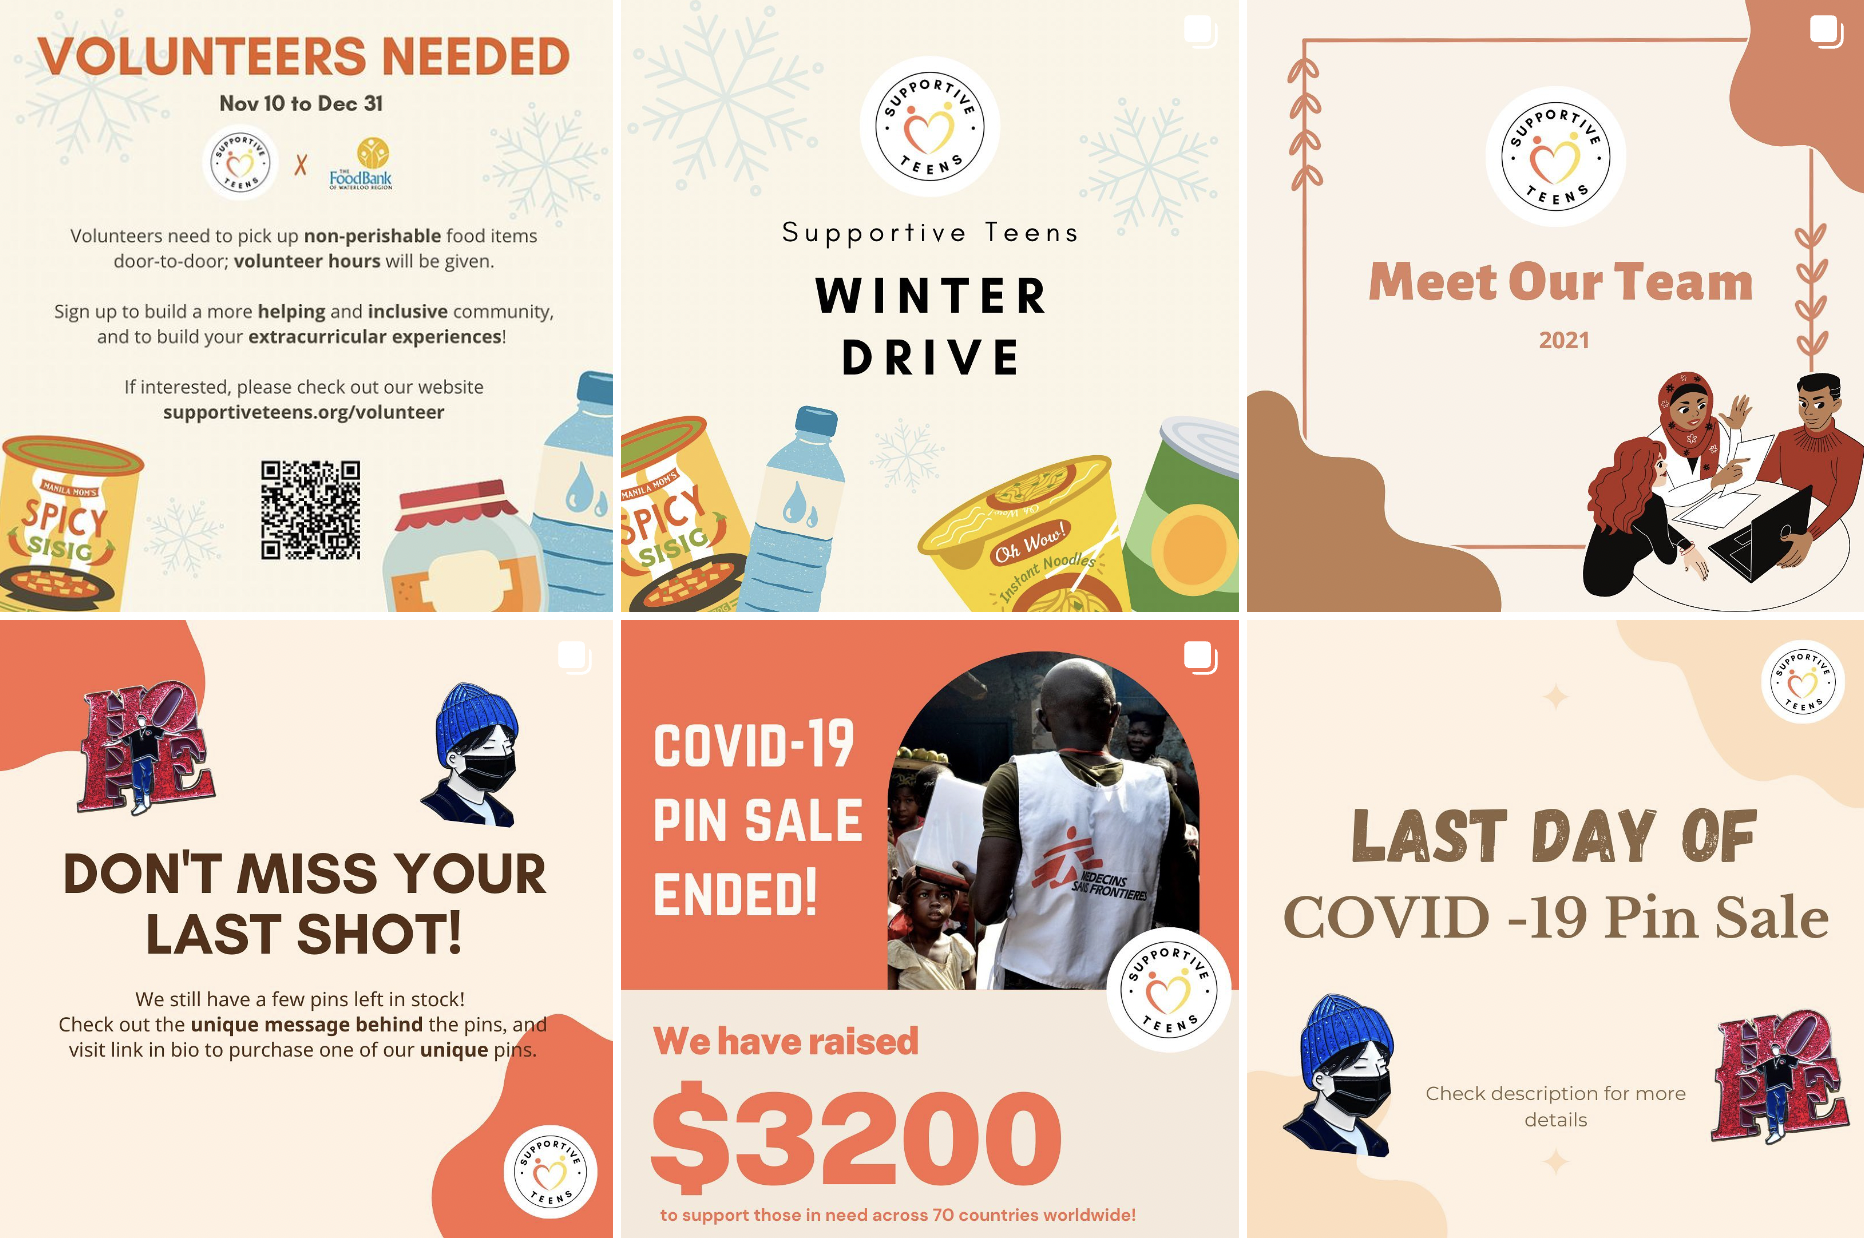 VOLUNTEERS NEEDED
Nov 10 to Dec 31
SUPPORTIVE TEENS
X
THE
FoodBank
OF WATERLOO REGION
Volunteers need to pick up non-perishable food items
door-to-door; volunteer hours will be given.
Sign up to build a more helping and inclusive community,
and to build your extracurricular experiences!
If interested, please check out our website
supportiveteens.org/volunteer
MANILA MOM'S
SPICY
SISIG
SUPPORTIVE TEENS
Supportive Teens
WINTER
DRIVE
MANILA MOM'S
SPICY
SISIG
Oh Wow!
Oh Wow!
Instant Noodles
SUPPORTIVE TEENS
Meet Our Team
2021
HOPE
DON'T MISS YOUR
LAST SHOT!
We still have a few pins left in stock!
Check out the unique message behind the pins, and
visit link in bio to purchase one of our unique pins.
SUPPORTIVE TEENS
COVID-19
PIN SALE
ENDED!
MEDECINS
SANS FRONTIERES
SUPPORTIVE TEENS
We have raised
$3200
to support those in need across 70 countries worldwide!
SUPPORTIVE TEENS
LAST DAY OF
COVID -19 Pin Sale
Check description for more
details
HOPE